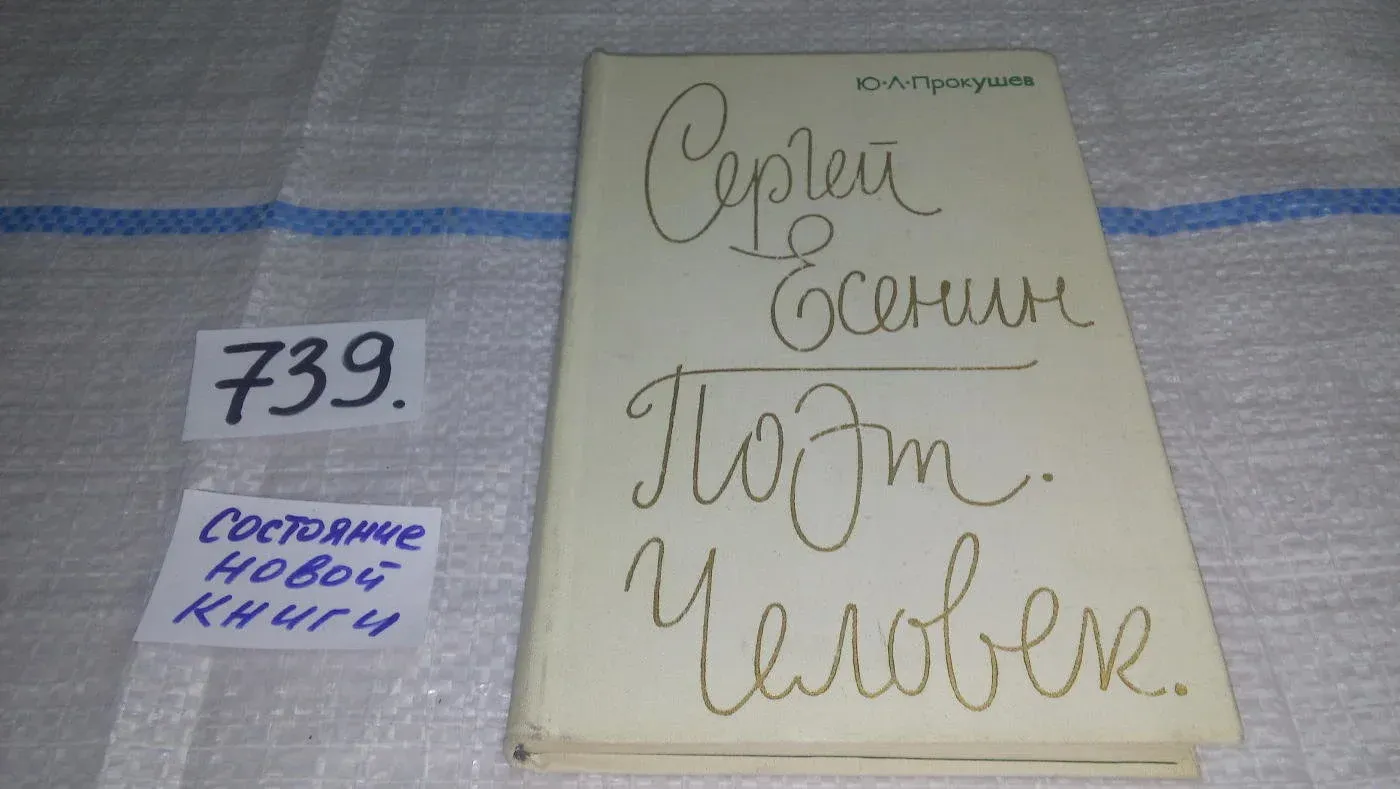 Ю·Л·Прокушев
Сергей
Есенин
Поэт.
Человек.
739.
состояние
новой
книги